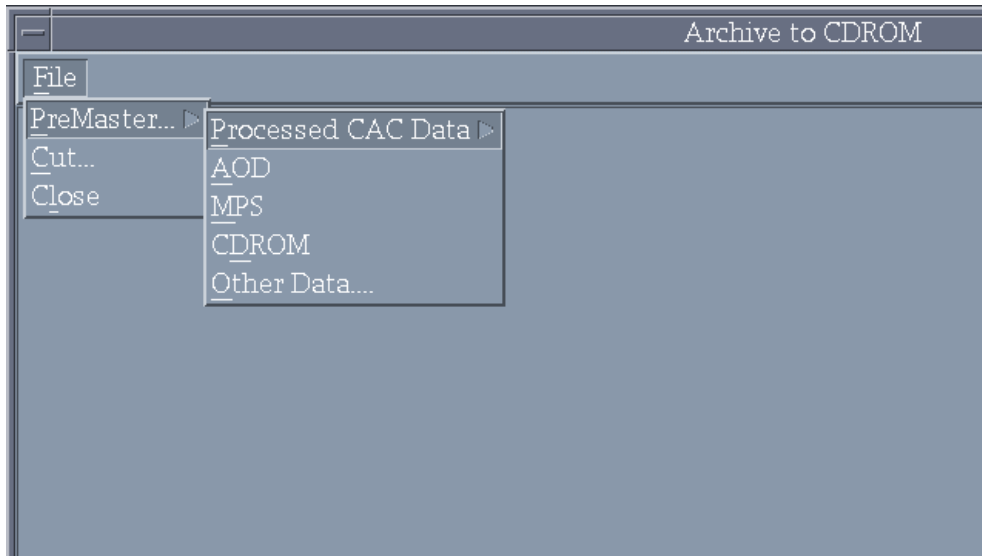 Archive to CDROM
File
PreMaster...
Cut...
Close
Processed CAC Data
AOD
MPS
CDROM
Other Data....